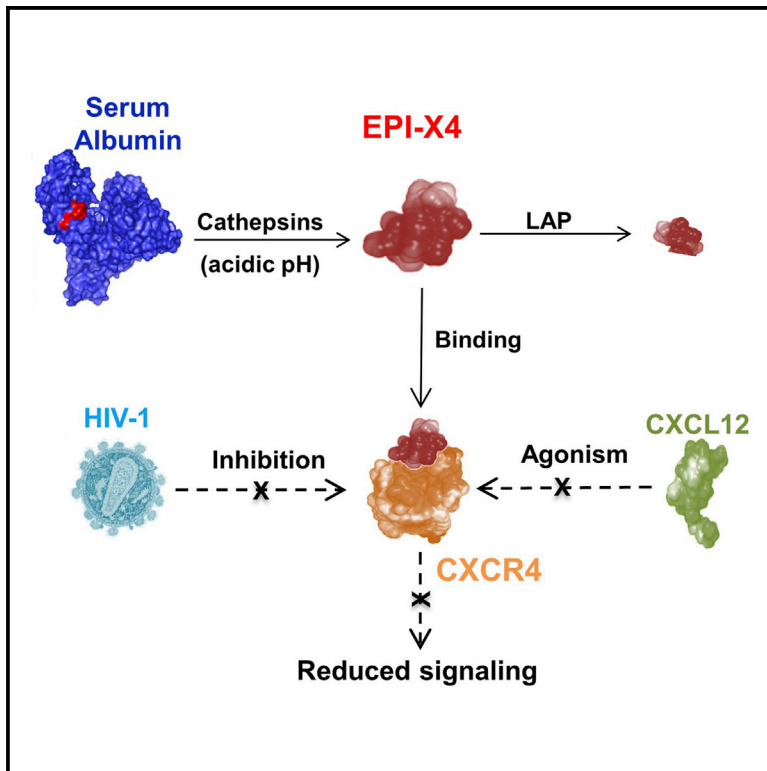 Serum
Albumin
EPI-X4
Cathepsins
(acidic pH)
LAP
Binding
HIV-1
Inhibition
X
CXCL12
Agonism
X
CXCR4
X
Reduced signaling